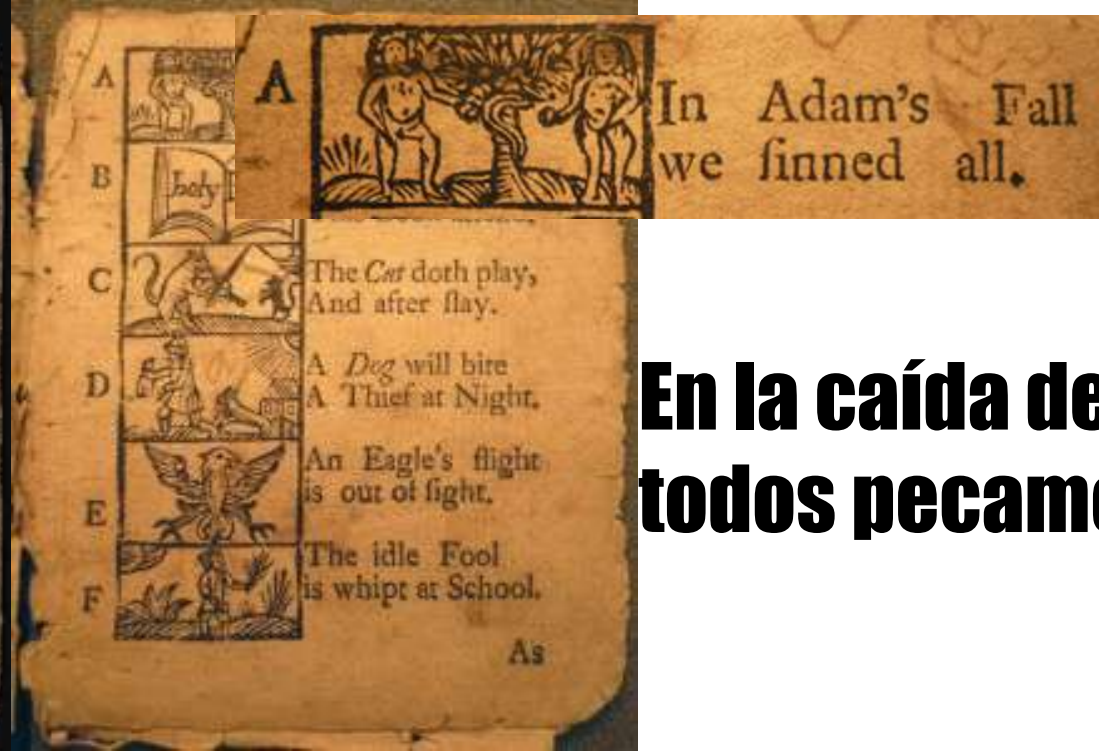 A
In Adam's Fall
we ſinned all.
A
B
holy
C
The Cat doth play,
And after ſlay.
D
A Dog will bite
A Thief at Night.
E
An Eagle's flight
is out of ſight.
F
The idle Fool
is whipt at School.
As
En la caída de
todos pecamo